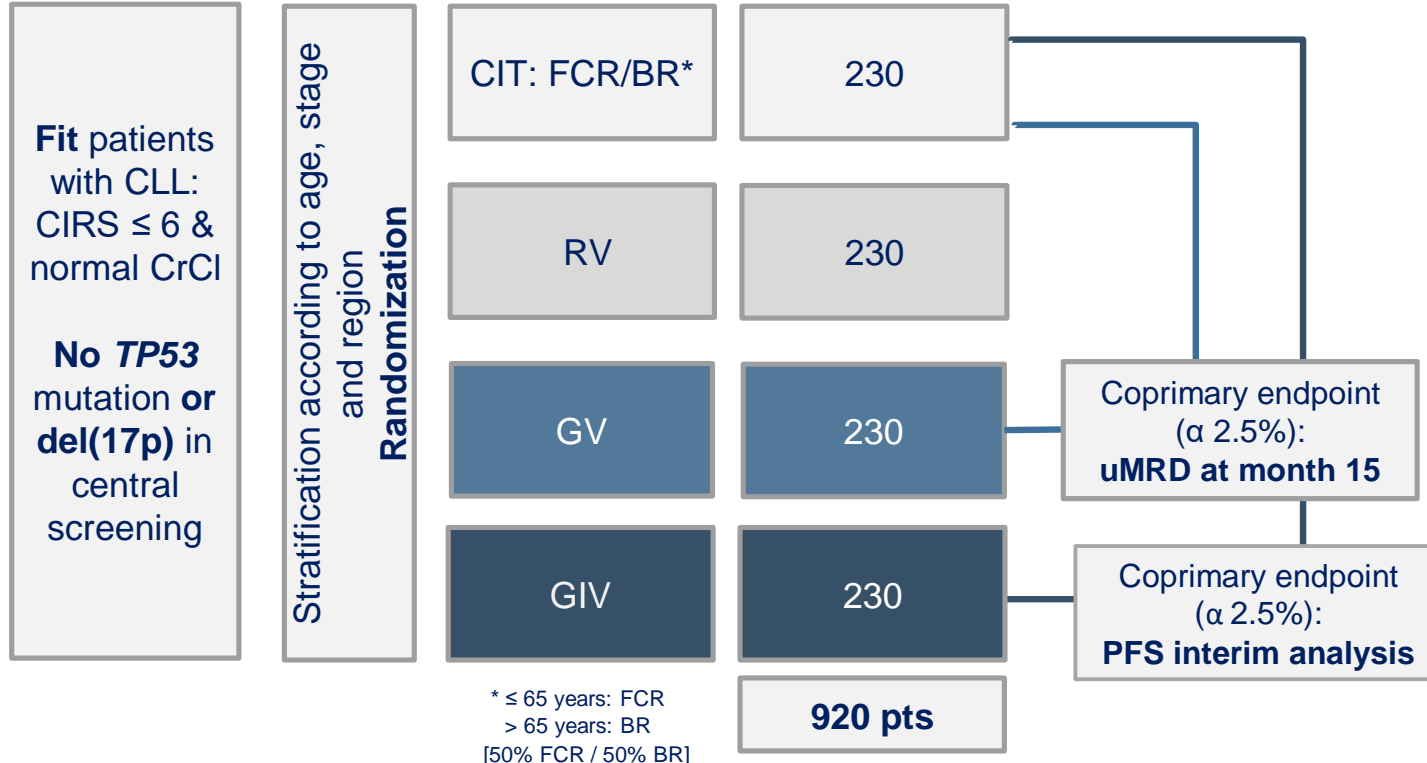 Fit patients
with CLL:
CIRS ≤ 6 &
normal CrCl
No TP53
mutation or
del(17p) in
central
screening
Stratification according to age, stage
and region
Randomization
CIT: FCR/BR*
230
RV
230
GV
230
GIV
230
* ≤ 65 years: FCR
> 65 years: BR
[50% FCR / 50% BR]
920 pts
Coprimary endpoint
(α 2.5%):
uMRD at month 15
Coprimary endpoint
(α 2.5%):
PFS interim analysis